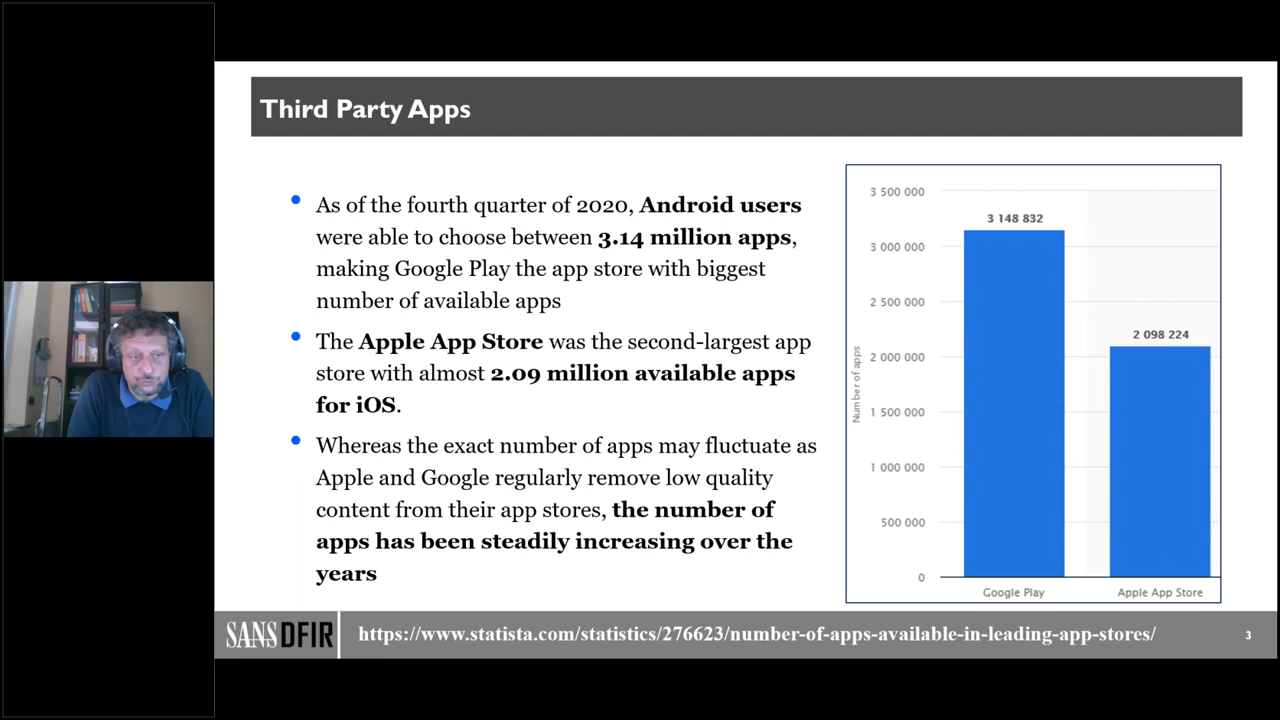 Third Party Apps
As of the fourth quarter of 2020, Android users
were able to choose between 3.14 million apps,
making Google Play the app store with biggest
number of available apps
The Apple App Store was the second-largest app
store with almost 2.09 million available apps
for iOS.
Whereas the exact number of apps may fluctuate as
Apple and Google regularly remove low quality
content from their app stores, the number of
apps has been steadily increasing over the
years
Number of apps
3 500 000
3 000 000
2 500 000
2 000 000
1 500 000
1 000 000
500 000
0
3 148 832
2 098 224
Google Play
Apple App Store
SANS DFIR
https://www.statista.com/statistics/276623/number-of-apps-available-in-leading-app-stores/
3